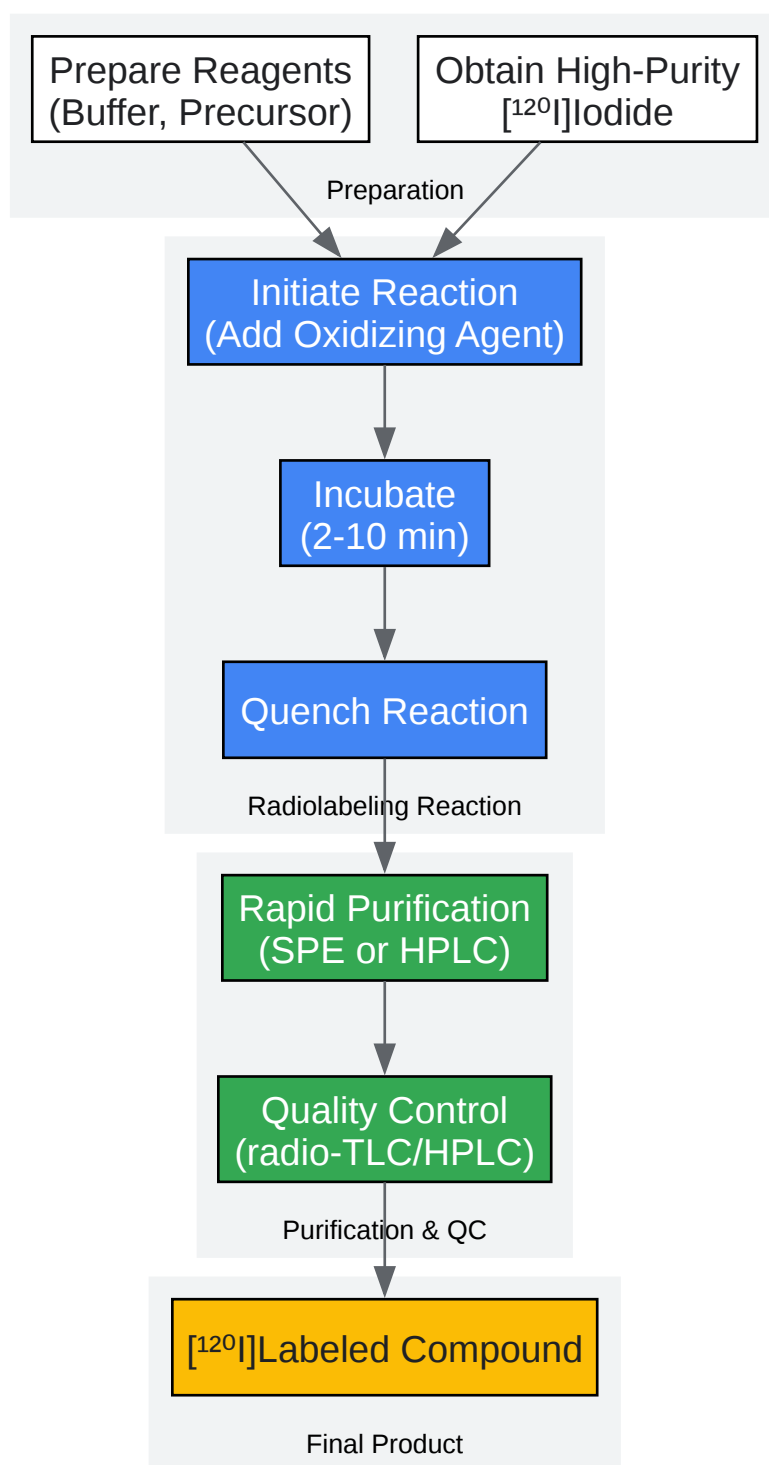 Prepare Reagents
(Buffer, Precursor)
Obtain High-Purity
[¹²⁰I]Iodide
Preparation
Initiate Reaction
(Add Oxidizing Agent)
Incubate
(2-10 min)
Quench Reaction
Radiolabeling Reaction
Rapid Purification
(SPE or HPLC)
Quality Control
(radio-TLC/HPLC)
Purification & QC
[¹²⁰I]Labeled Compound
Final Product